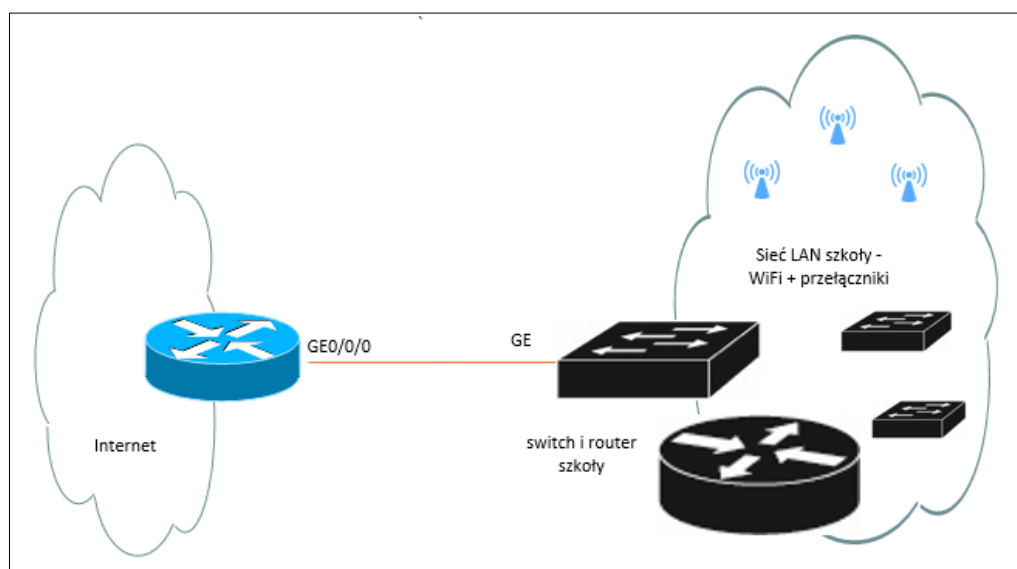 Sieć LAN szkoły -
WiFi + przełączniki
GE0/0/0
GE
Internet
switch i router
szkoły